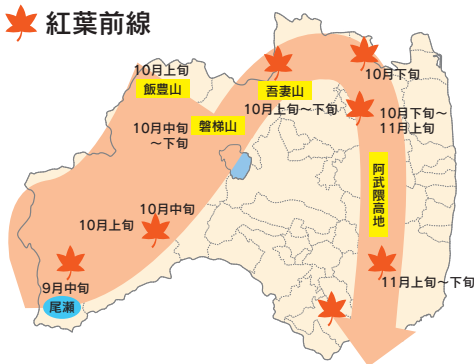 紅葉前線
10月上旬
飯豊山
10月中旬
～下旬
磐梯山
吾妻山
10月上旬～下旬
10月下旬
10月下旬～
11月上旬
阿武隈高地
10月中旬
10月上旬
9月中旬
尾瀬
11月上旬～下旬